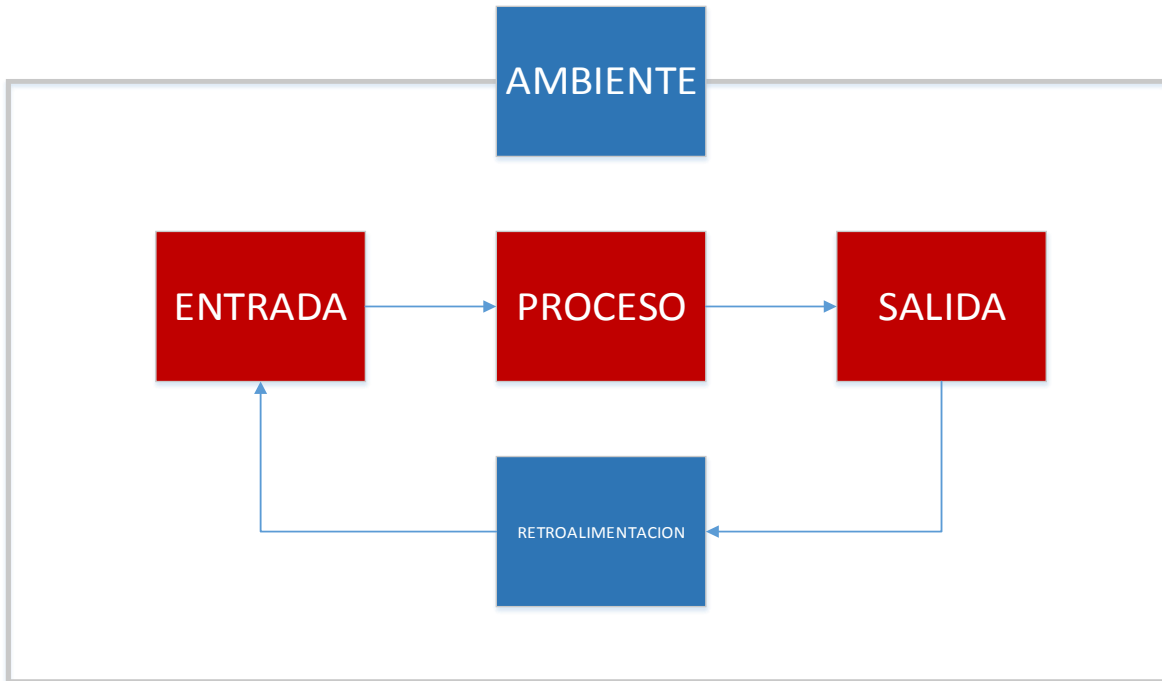 AMBIENTE
ENTRADA
PROCESO
SALIDA
RETROALIMENTACION